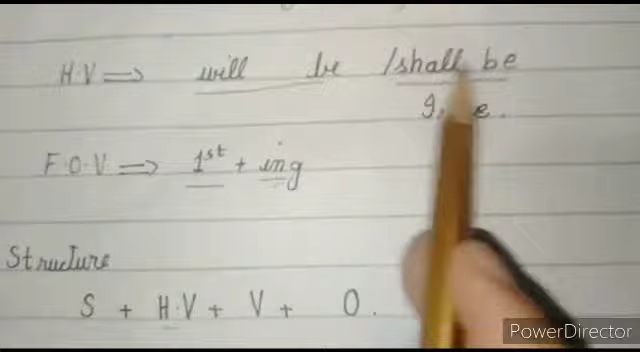 H.V ⟹ will be /shall be
F.O.V. ⟹ 1st + ing
Structure
S + H.V + V + O.
PowerDirector